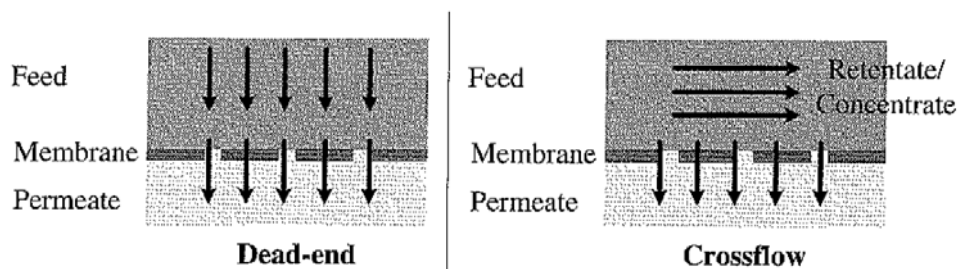 Feed
Membrane
Permeate
Dead-end
Feed
Retentate/
Concentrate
Membrane
Permeate
Crossflow